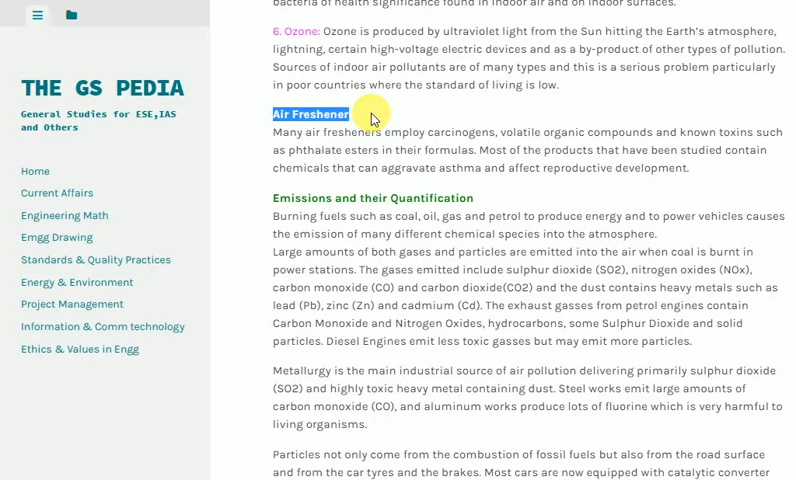 bacteria of health significance found in indoor air and on indoor surfaces.
6. Ozone: Ozone is produced by ultraviolet light from the Sun hitting the Earth's atmosphere,
lightning, certain high-voltage electric devices and as a by-product of other types of pollution.
Sources of indoor air pollutants are of many types and this is a serious problem particularly
in poor countries where the standard of living is low.
THE GS PEDIA
General Studies for ESE,IAS
and Others
Home
Current Affairs
Engineering Math
Emgg Drawing
Standards & Quality Practices
Energy & Environment
Project Management
Information & Comm technology
Ethics & Values in Engg
Air Freshener
Many air fresheners employ carcinogens, volatile organic compounds and known toxins such
as phthalate esters in their formulas. Most of the products that have been studied contain
chemicals that can aggravate asthma and affect reproductive development.
Emissions and their Quantification
Burning fuels such as coal, oil, gas and petrol to produce energy and to power vehicles causes
the emission of many different chemical species into the atmosphere.
Large amounts of both gases and particles are emitted into the air when coal is burnt in
power stations. The gases emitted include sulphur dioxide (SO2), nitrogen oxides (NOx),
carbon monoxide (CO) and carbon dioxide(CO2) and the dust contains heavy metals such as
lead (Pb), zinc (Zn) and cadmium (Cd). The exhaust gasses from petrol engines contain
Carbon Monoxide and Nitrogen Oxides, hydrocarbons, some Sulphur Dioxide and solid
particles. Diesel Engines emit less toxic gasses but may emit more particles.
Metallurgy is the main industrial source of air pollution delivering primarily sulphur dioxide
(SO2) and highly toxic heavy metal containing dust. Steel works emit large amounts of
carbon monoxide (CO), and aluminum works produce lots of fluorine which is very harmful to
living organisms.
Particles not only come from the combustion of fossil fuels but also from the road surface
and from the car tyres and the brakes. Most cars are now equipped with catalytic converter